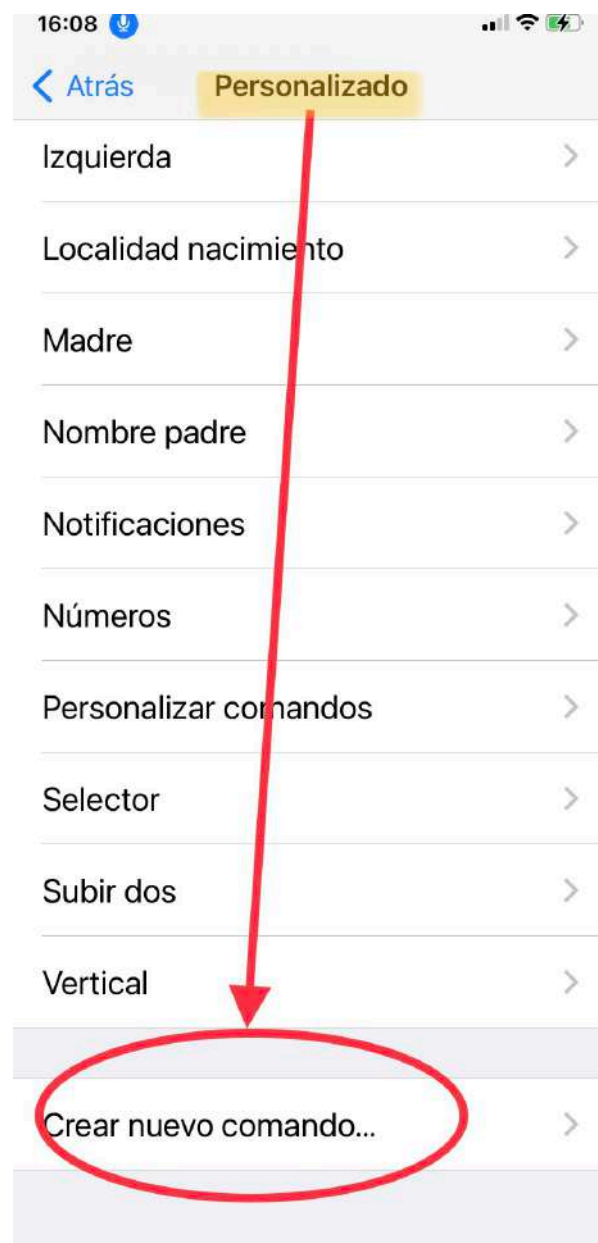 16:08
Atrás Personalizado
Izquierda
Localidad nacimiento
Madre
Nombre padre
Notificaciones
Números
Personalizar comandos
Selector
Subir dos
Vertical
Crear nuevo comando...